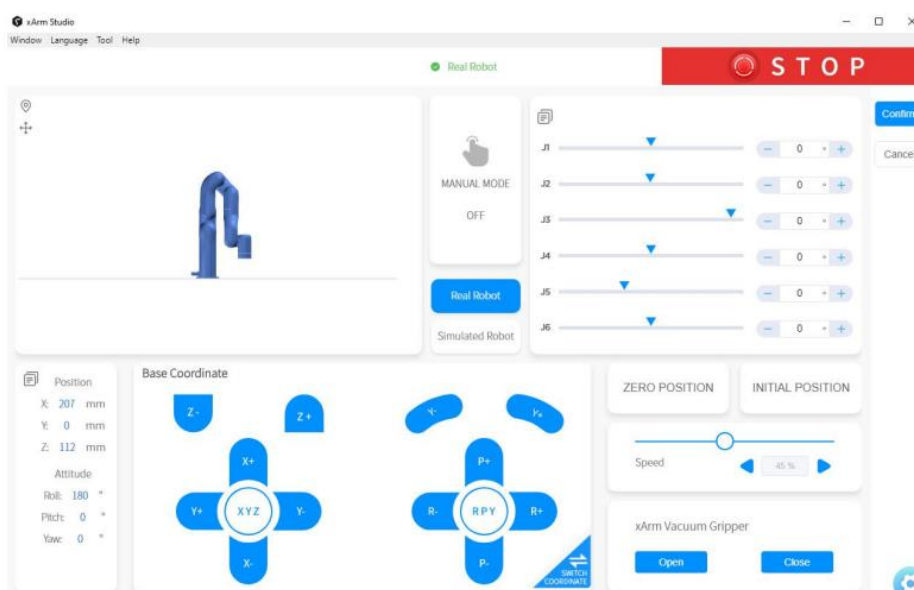 xArm Studio
Window Language Tool Help
Real Robot
STOP
MANUAL MODE
OFF
Real Robot
Simulated Robot
J1 − 0 ° +
J2 − 0 ° +
J3 − 0 ° +
J4 − 0 ° +
J5 − 0 ° +
J6 − 0 ° +
Confirm
Cance
Position
X: 207 mm
Y: 0 mm
Z: 112 mm
Attitude
Roll: 180 °
Pitch: 0 °
Yaw: 0 °
Base Coordinate
Z-
Z+
X+
Y+
XYZ
Y-
X-
Y-
Y+
P+
R-
RPY
R+
P-
SWITCH
COORDINATE
ZERO POSITION
INITIAL POSITION
Speed
45 %
xArm Vacuum Gripper
Open
Close